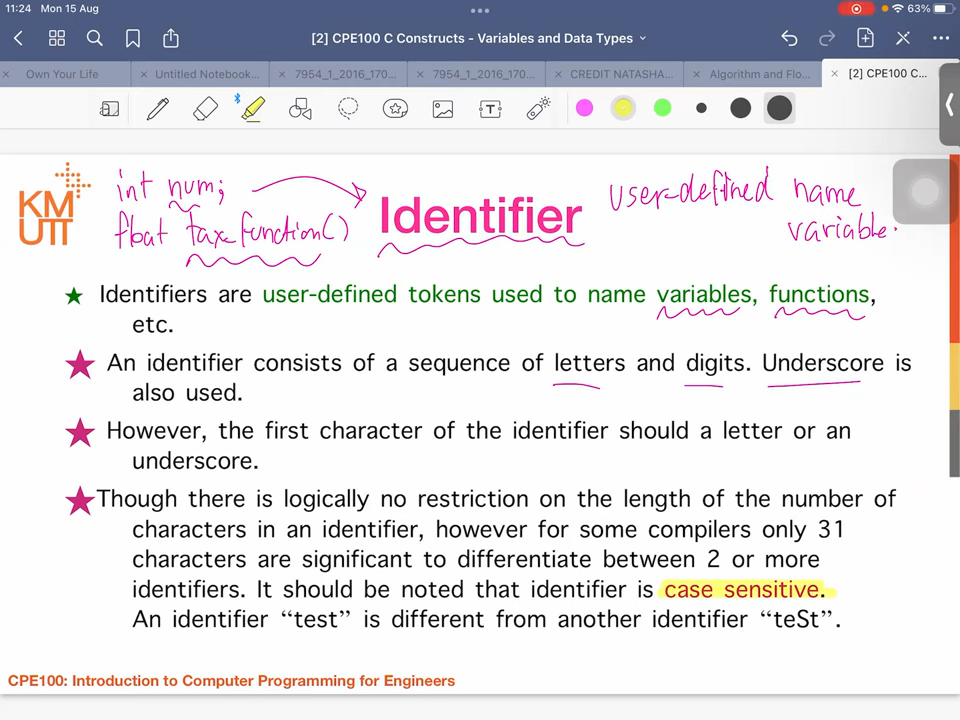 11:24 Mon 15 Aug
63%
[2] CPE100 C Constructs - Variables and Data Types
Own Your Life
Untitled Notebook...
7954_1_2016_170...
7954_1_2016_170...
CREDIT NATASHA...
Algorithm and Flo...
[2] CPE100 C...
KM
UTT
int num;
float tax_function()
Identifier
user-defined name
variable.
Identifiers are user-defined tokens used to name variables, functions,
etc.
An identifier consists of a sequence of letters and digits. Underscore is
also used.
However, the first character of the identifier should a letter or an
underscore.
Though there is logically no restriction on the length of the number of
characters in an identifier, however for some compilers only 31
characters are significant to differentiate between 2 or more
identifiers. It should be noted that identifier is case sensitive.
An identifier “test” is different from another identifier “teSt”.
CPE100: Introduction to Computer Programming for Engineers